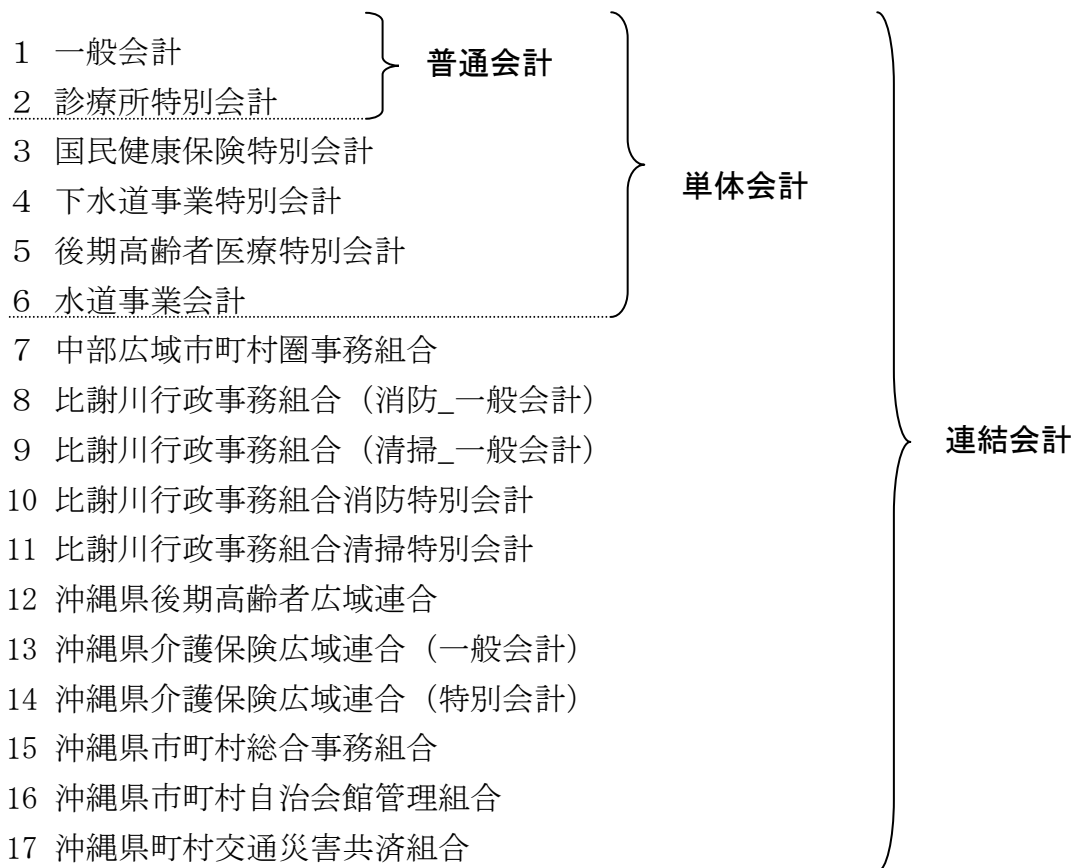 １ 一般会計
２ 診療所特別会計
普通会計
３ 国民健康保険特別会計
４ 下水道事業特別会計
５ 後期高齢者医療特別会計
６ 水道事業会計
単体会計
７ 中部広域市町村圏事務組合
８ 比謝川行政事務組合（消防_一般会計）
９ 比謝川行政事務組合（清掃_一般会計）
10 比謝川行政事務組合消防特別会計
11 比謝川行政事務組合清掃特別会計
12 沖縄県後期高齢者広域連合
13 沖縄県介護保険広域連合（一般会計）
14 沖縄県介護保険広域連合（特別会計）
15 沖縄県市町村総合事務組合
16 沖縄県市町村自治会館管理組合
17 沖縄県町村交通災害共済組合
連結会計